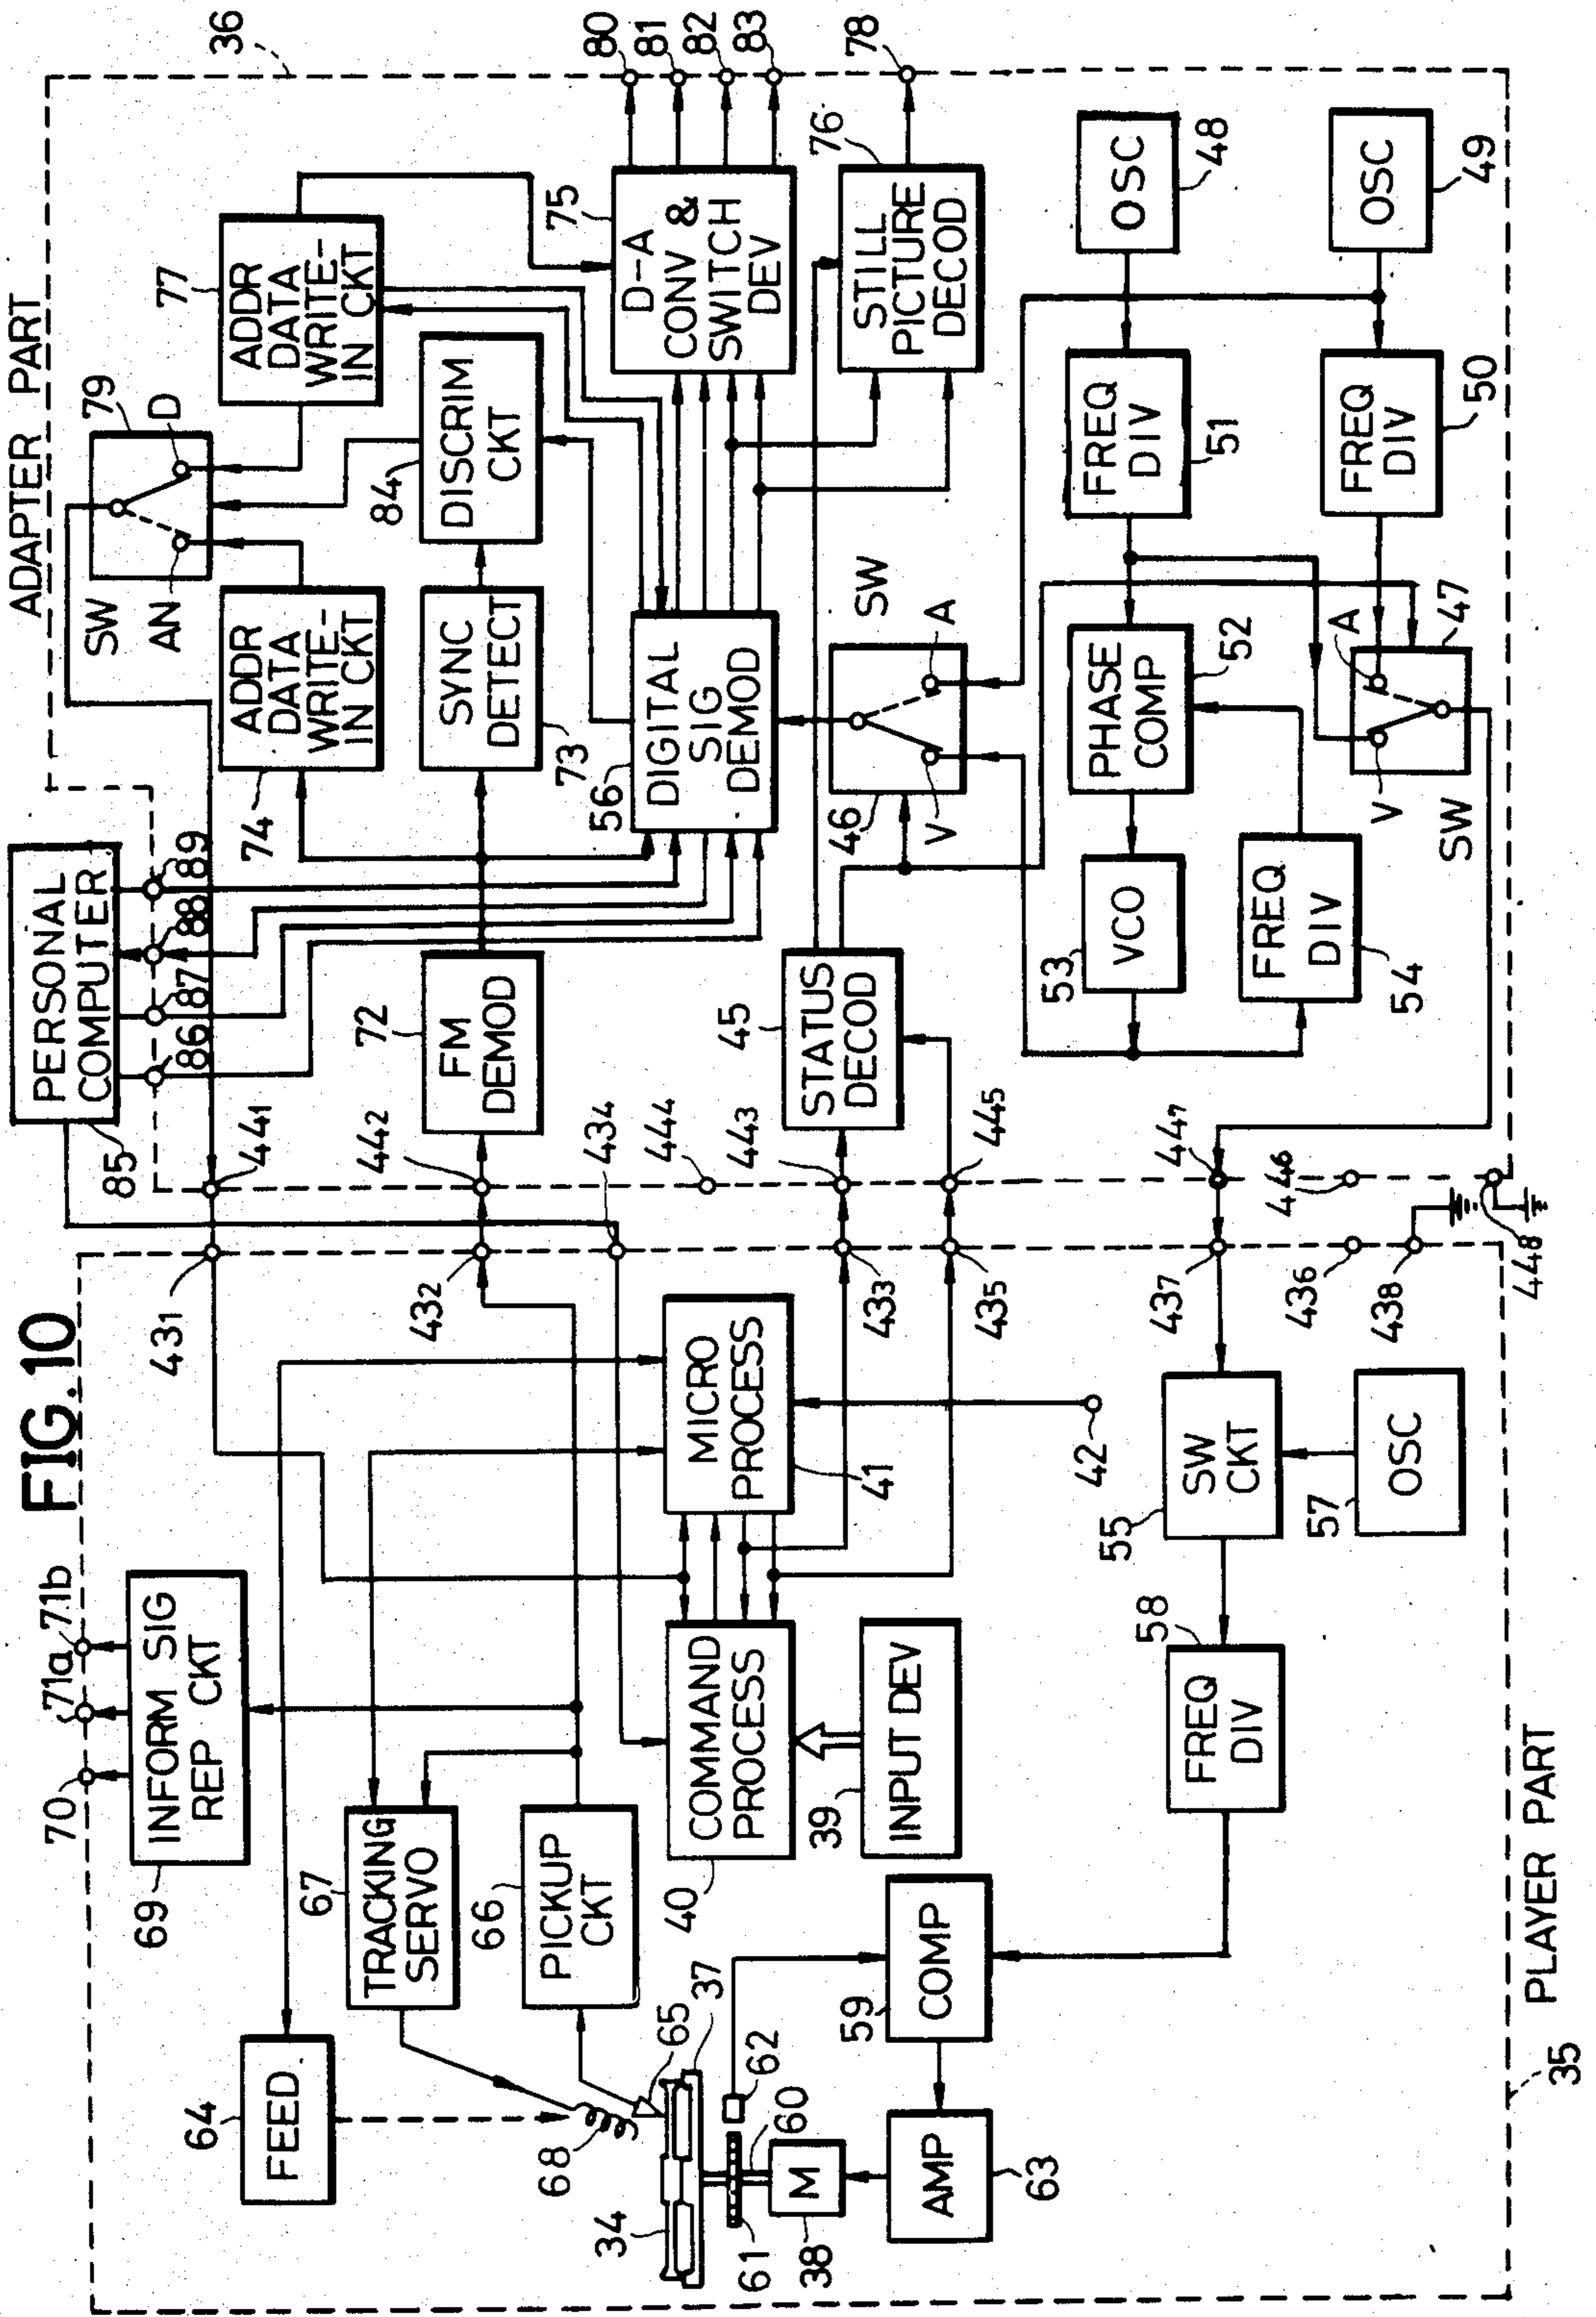 FIG.10
ADAPTER PART
36
PERSONAL
COMPUTER
85
86
87
88
89
79
D
SW
AN
77
ADDR
DATA
WRITE-
IN CKT
74
ADDR
DATA
WRITE-
IN CKT
84
DISCRIM
CKT
SYNC
DETECT
73
72
FM
DEMOD
56
DIGITAL
SIG
DEMOD
75
D-A
CONV &
SWITCH
DEV
80
81
82
83
76
STILL
PICTURE
DECOD
78
45
STATUS
DECOD
SW
46
A
V
OSC
48
OSC
49
FREQ
DIV
51
FREQ
DIV
50
PHASE
COMP
52
53
VCO
FREQ
DIV
54
A
47
V
SW
441
442
434
444
443
445
447
446
448
431
432
433
435
437
436
438
70
71a
71b
69
INFORM SIG
REP CKT
64
FEED
67
TRACKING
SERVO
66
PICKUP
CKT
68
65
37
34
62
60
61
M
38
40
COMMAND
PROCESS
MICRO
PROCESS
41
42
39
INPUT DEV
59
COMP
AMP
63
58
FREQ
DIV
55
SW
CKT
57
OSC
PLAYER PART
35